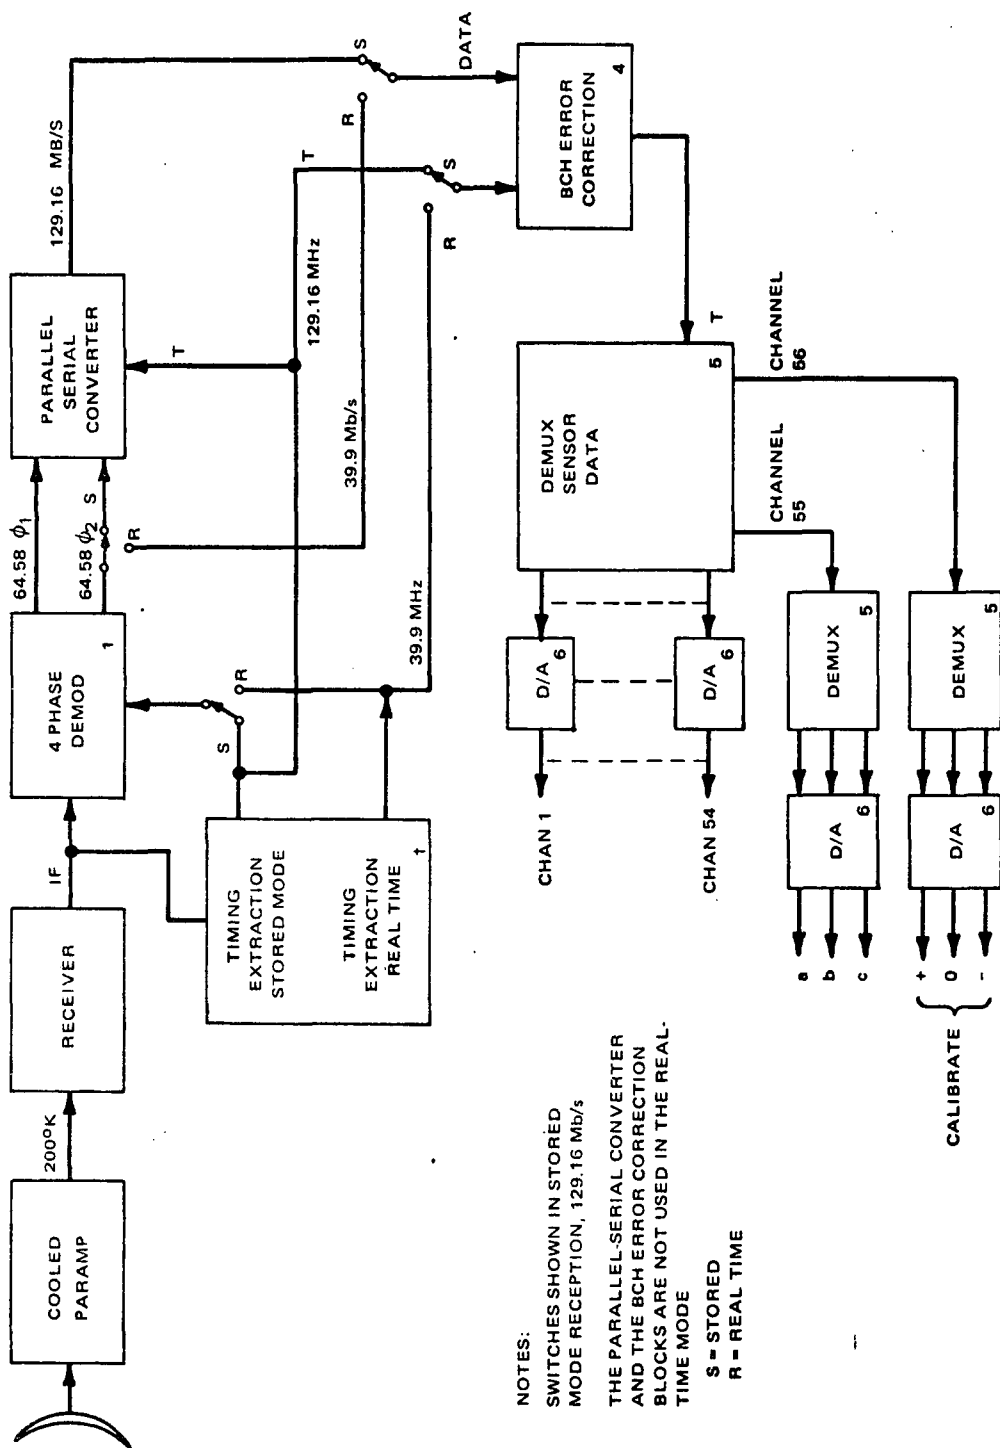 COOLED
PARAMP
200°K
RECEIVER
IF
4 PHASE
DEMOD
1
64.58 ϕ1
64.58 ϕ2
S
R
PARALLEL
SERIAL
CONVERTER
129.16 MB/S
T
S
R
TIMING
EXTRACTION
STORED MODE
TIMING
EXTRACTION
REAL TIME
S
R
129.16 MHz
39.9 Mb/s
39.9 MHz
T
S
R
DATA
BCH ERROR
CORRECTION
4
DEMUX
SENSOR
DATA
5
T
CHANNEL
55
CHANNEL
56
D/A
6
D/A
6
CHAN 1
CHAN 54
DEMUX
5
DEMUX
5
D/A
6
D/A
6
a
b
c
+
0
-
CALIBRATE
NOTES:
SWITCHES SHOWN IN STORED
MODE RECEPTION, 129.16 Mb/s
THE PARALLEL-SERIAL CONVERTER
AND THE BCH ERROR CORRECTION
BLOCKS ARE NOT USED IN THE REAL-
TIME MODE
S = STORED
R = REAL TIME